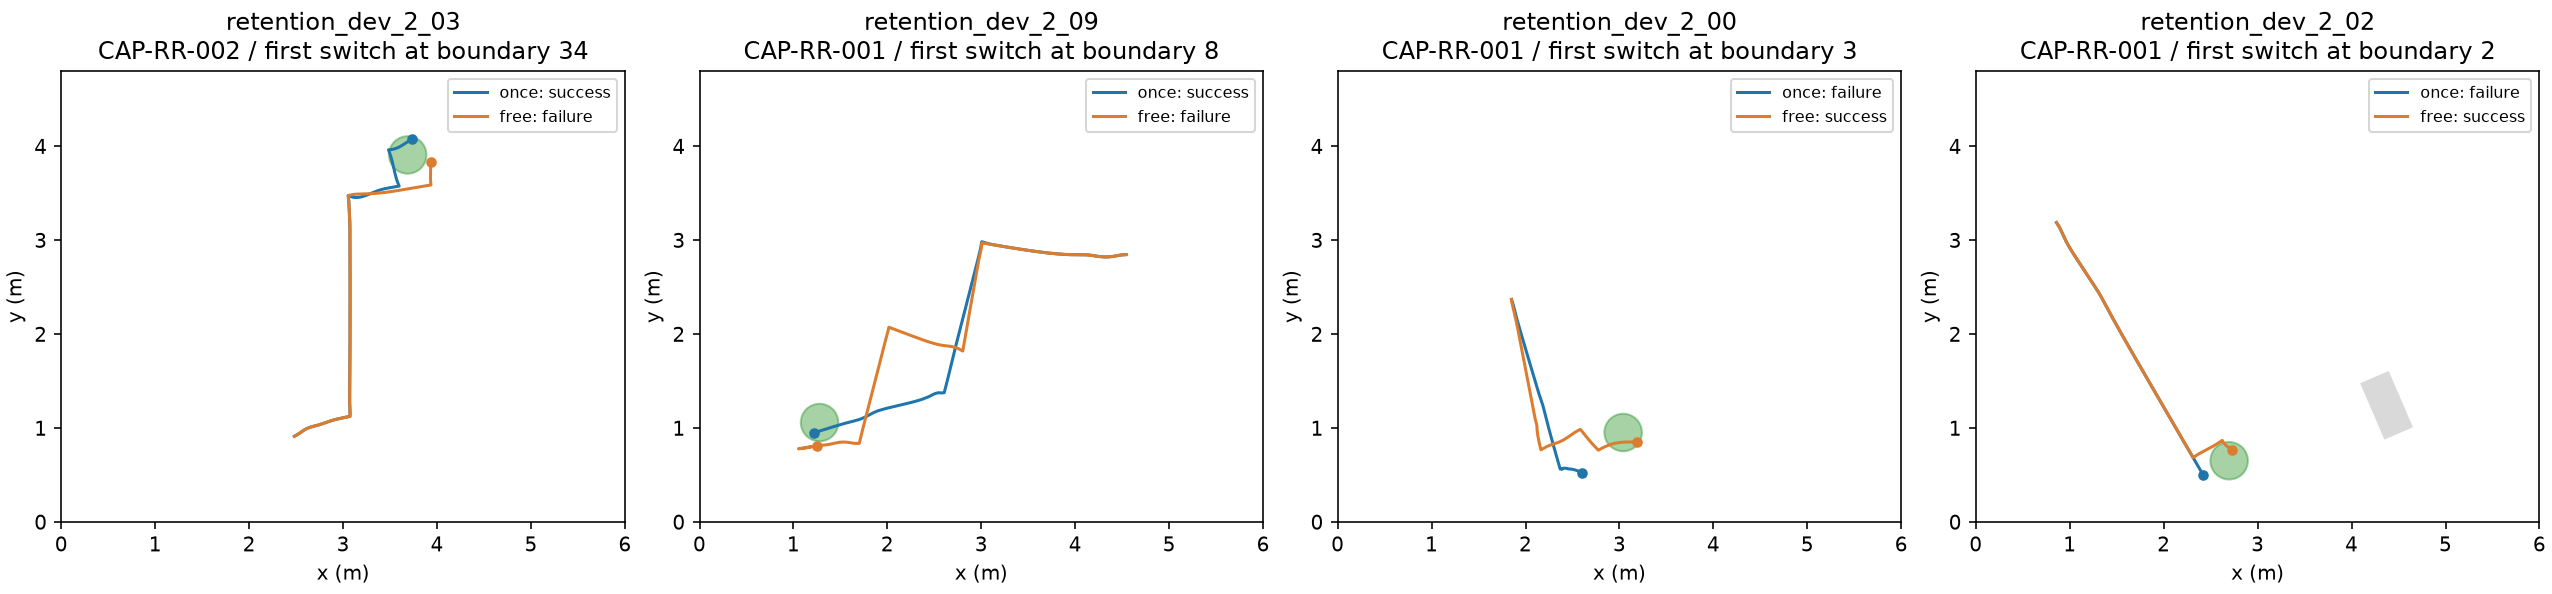 retention_dev_2_03
CAP-RR-002 / first switch at boundary 34
once: success
free: failure
4
3
2
1
0
y (m)
0 1 2 3 4 5 6
x (m)
retention_dev_2_09
CAP-RR-001 / first switch at boundary 8
once: success
free: failure
4
3
2
1
0
y (m)
0 1 2 3 4 5 6
x (m)
retention_dev_2_00
CAP-RR-001 / first switch at boundary 3
once: failure
free: success
4
3
2
1
0
y (m)
0 1 2 3 4 5 6
x (m)
retention_dev_2_02
CAP-RR-001 / first switch at boundary 2
once: failure
free: success
4
3
2
1
0
y (m)
0 1 2 3 4 5 6
x (m)